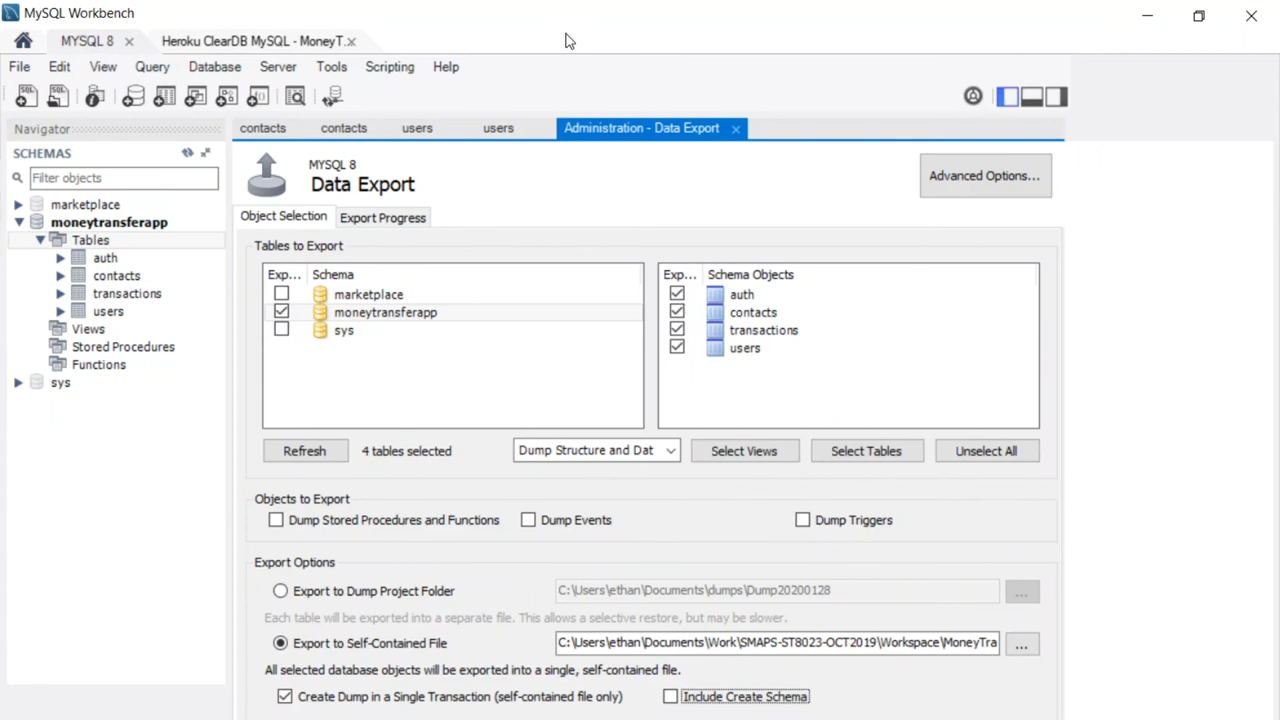 MySQL Workbench
MYSQL 8
Heroku ClearDB MySQL - MoneyT...
File Edit View Query Database Server Tools Scripting Help
Navigator
SCHEMAS
Filter objects
marketplace
moneytransferapp
Tables
auth
contacts
transactions
users
Views
Stored Procedures
Functions
sys
contacts contacts users users Administration - Data Export
MYSQL 8
Data Export
Advanced Options...
Object Selection Export Progress
Tables to Export
Exp... Schema
marketplace
moneytransferapp
sys
Exp... Schema Objects
auth
contacts
transactions
users
Refresh 4 tables selected Dump Structure and Dat Select Views Select Tables Unselect All
Objects to Export
Dump Stored Procedures and Functions Dump Events Dump Triggers
Export Options
Export to Dump Project Folder C:\Users\ethan\Documents\dumps\Dump20200128 ...
Each table will be exported into a separate file. This allows a selective restore, but may be slower.
Export to Self-Contained File C:\Users\ethan\Documents\Work\SMAPS-ST8023-OCT2019\Workspace\MoneyTra ...
All selected database objects will be exported into a single, self-contained file.
Create Dump in a Single Transaction (self-contained file only) Include Create Schema